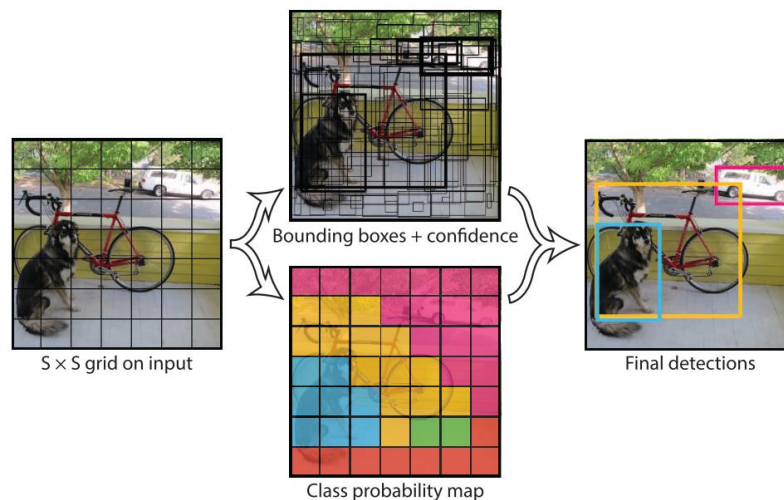 S × S grid on input
Bounding boxes + confidence
Class probability map
Final detections